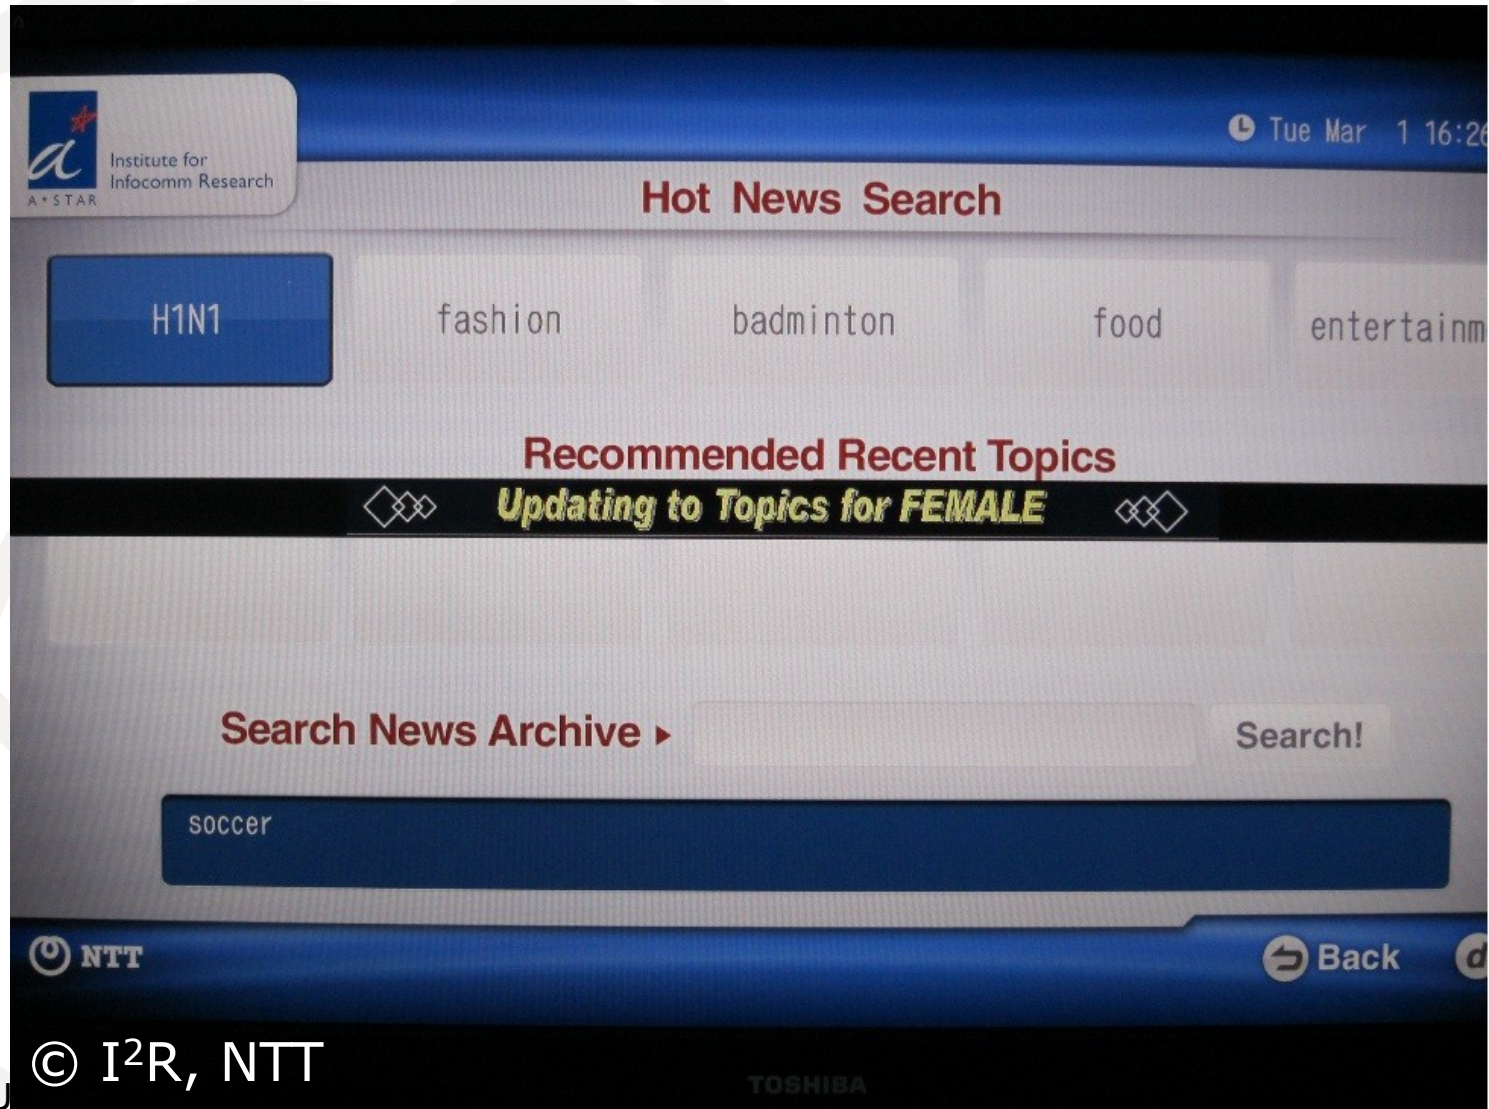 Institute for
Infocomm Research
A*STAR
Tue Mar 1 16:26
Hot News Search
H1N1 fashion badminton food entertainm
Recommended Recent Topics
Updating to Topics for FEMALE
Search News Archive Search!
soccer
NTT Back d
© I²R, NTT
TOSHIBA